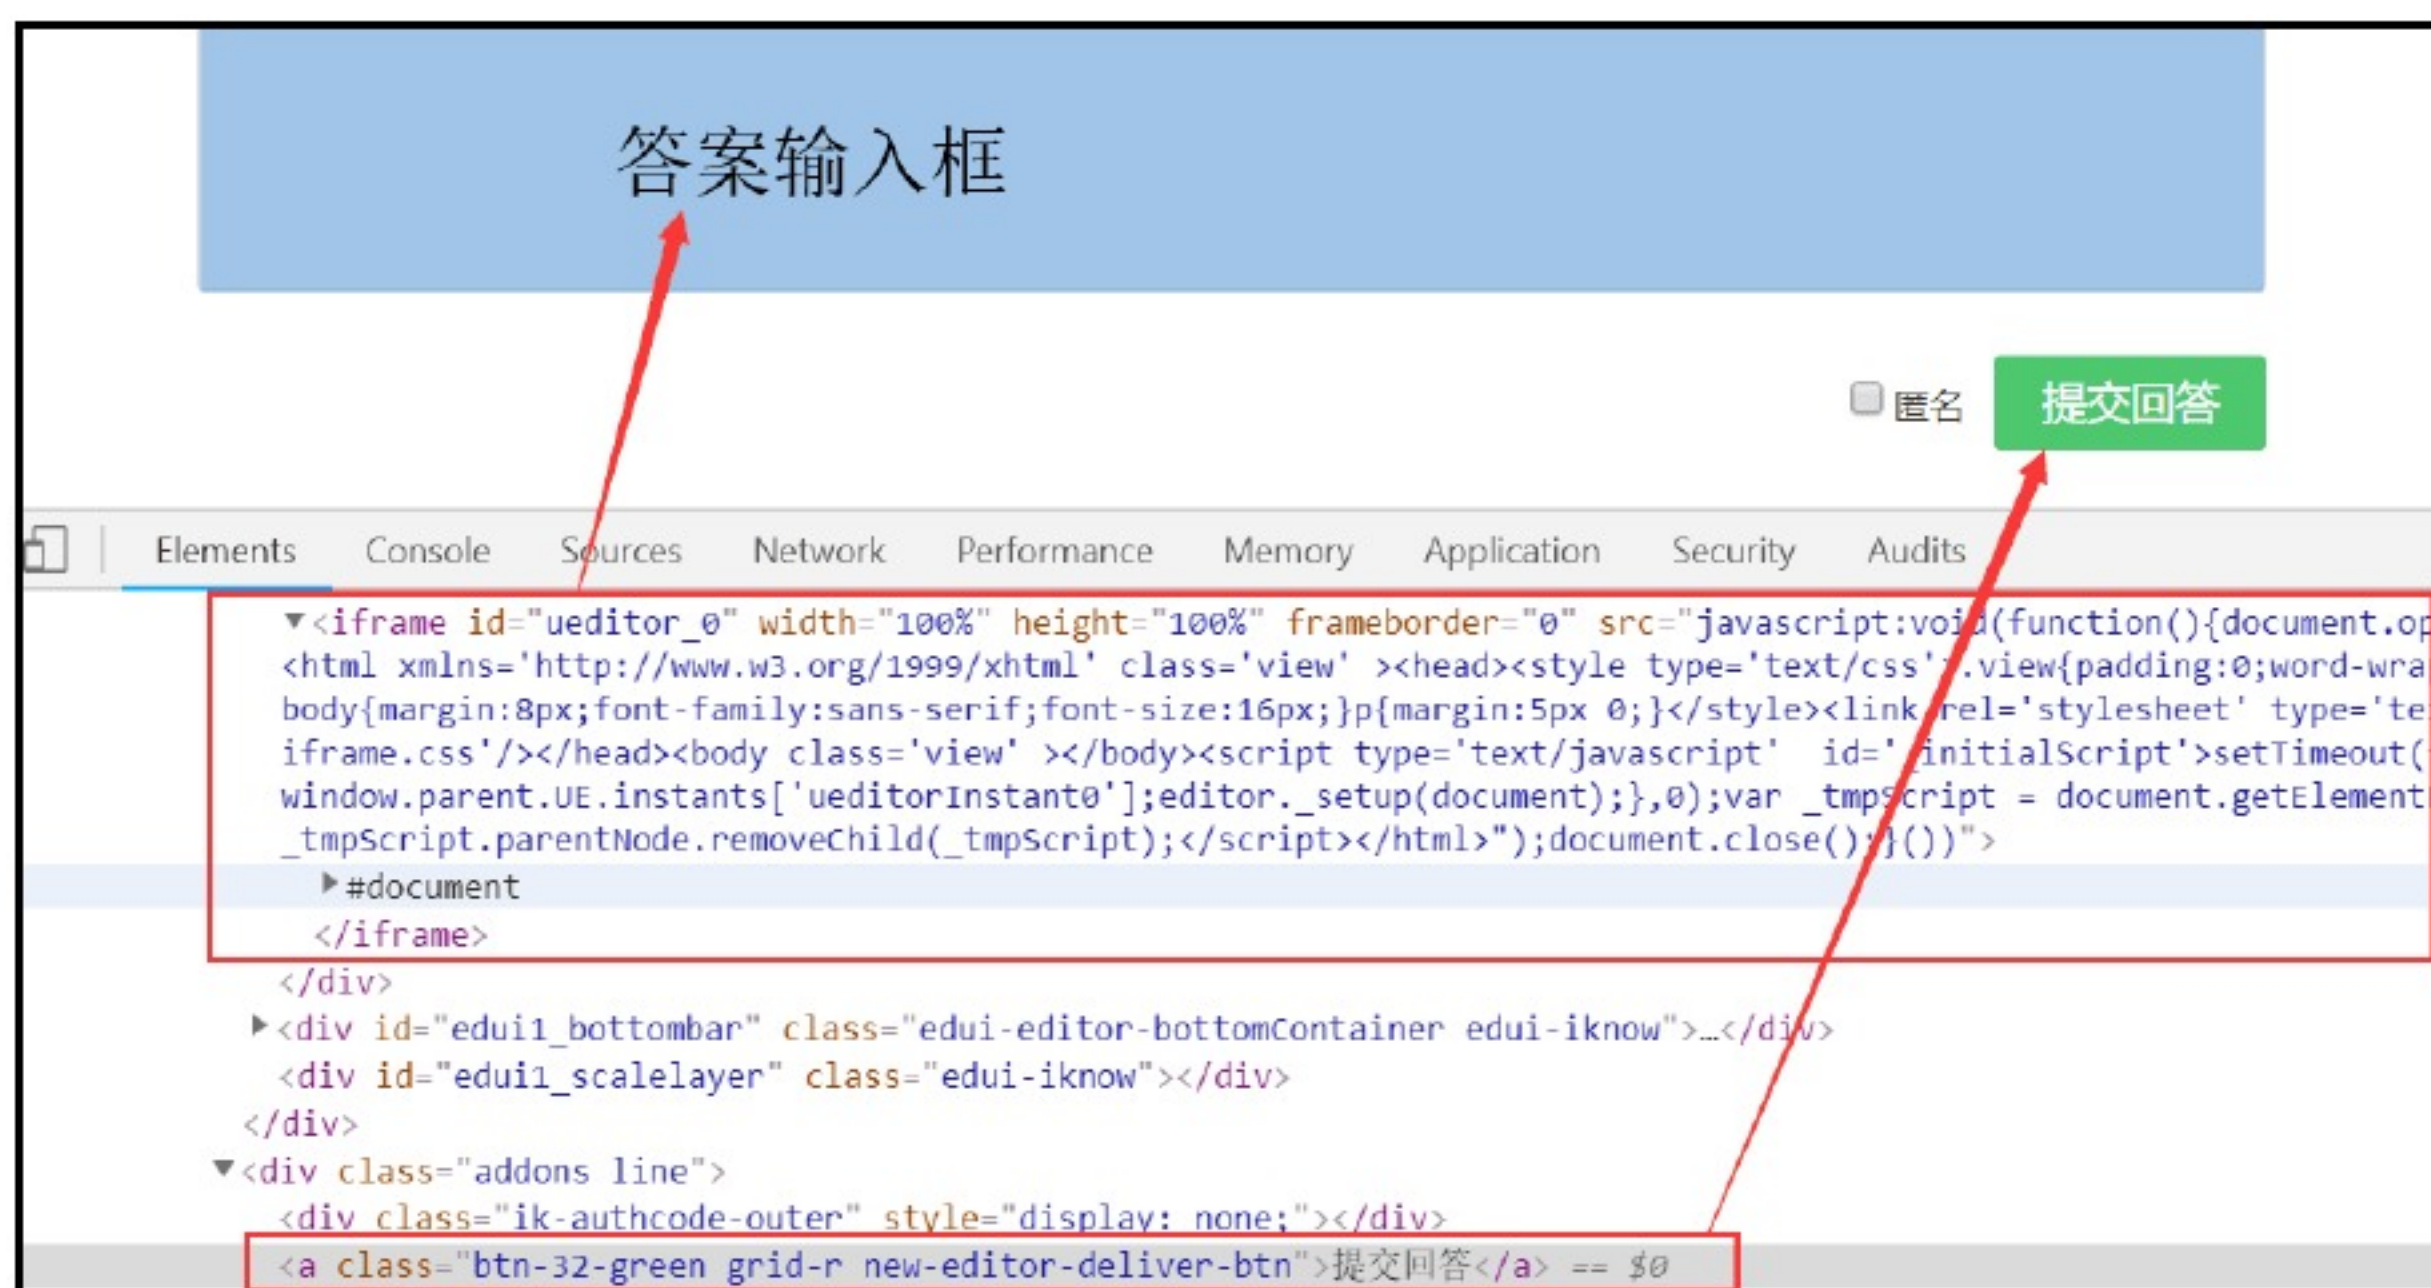 答案输入框
匿名 提交回答
Elements Console Sources Network Performance Memory Application Security Audits
▼<iframe id="ueditor_0" width="100%" height="100%" frameborder="0" src="javascript:void(function(){document.op
<html xmlns='http://www.w3.org/1999/xhtml' class='view' ><head><style type='text/css'>.view{padding:0;word-wra
body{margin:8px;font-family:sans-serif;font-size:16px;}p{margin:5px 0;}</style><link rel='stylesheet' type='te
iframe.css'/></head><body class='view' ></body><script type='text/javascript' id='_initialScript'>setTimeout(
window.parent.UE.instants['ueditorInstant0'];editor._setup(document);},0);var _tmpScript = document.getElement
_tmpScript.parentNode.removeChild(_tmpScript);</script></html>");document.close();}())">
▶#document
</iframe>
</div>
▶<div id="edui1_bottombar" class="edui-editor-bottomContainer edui-iknow">…</div>
<div id="edui1_scalelayer" class="edui-iknow"></div>
</div>
▼<div class="addons line">
<div class="ik-authcode-outer" style="display: none;"></div>
<a class="btn-32-green grid-r new-editor-deliver-btn">提交回答</a> == $0